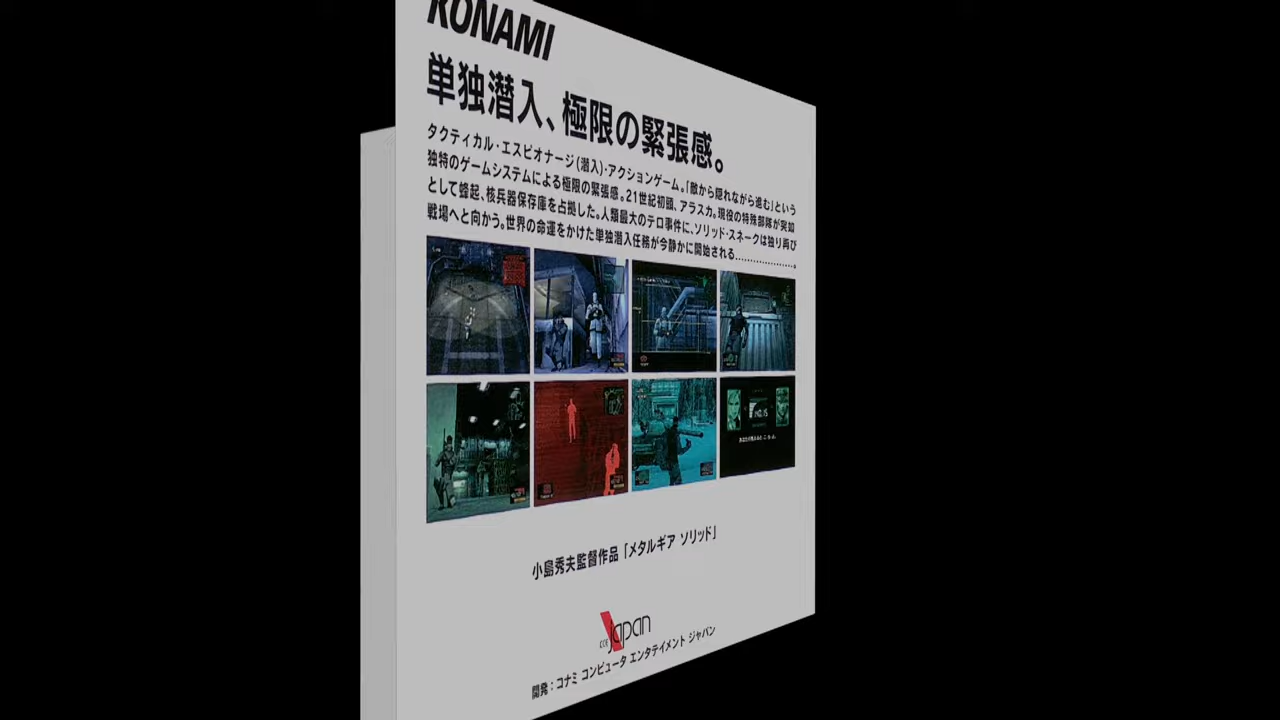 KONAMI
単独潜入、極限の緊張感。
タクティカル・エスピオナージ(潜入)・アクションゲーム。「敵から隠れながら進む」という
独特のゲームシステムによる極限の緊張感。21世紀初頭、アラスカ。現役の特殊部隊が突如
として蜂起、核兵器保存庫を占拠した。人類最大のテロ事件に、ソリッド・スネークは独り再び
戦場へと向かう。世界の命運をかけた単独潜入任務が今静かに開始される………………………。
小島秀夫監督作品「メタルギア ソリッド」
CCE Japan
開発：コナミ コンピュータ エンタテイメント ジャパン